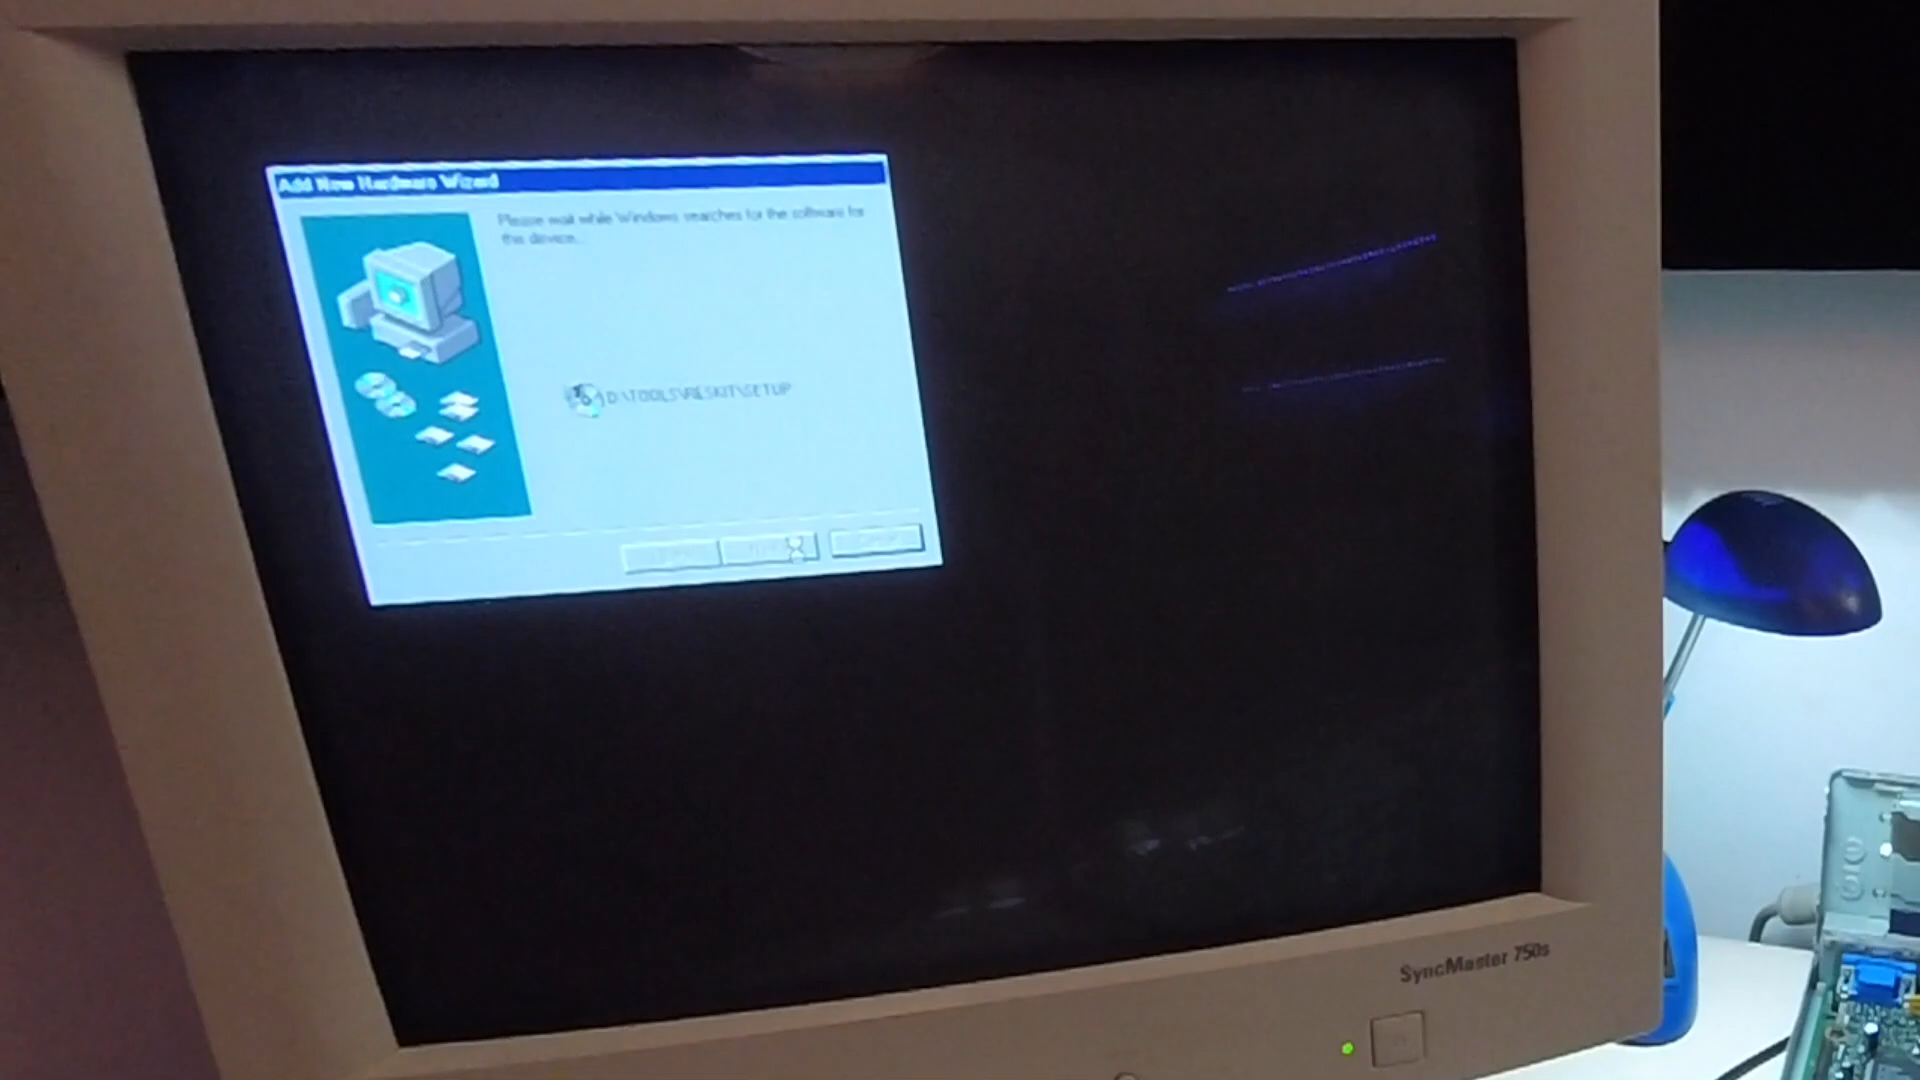 Add New Hardware Wizard
Please wait while Windows searches for the software for
this device...
D:\TOOLS\RESKIT\SETUP
SyncMaster 750s